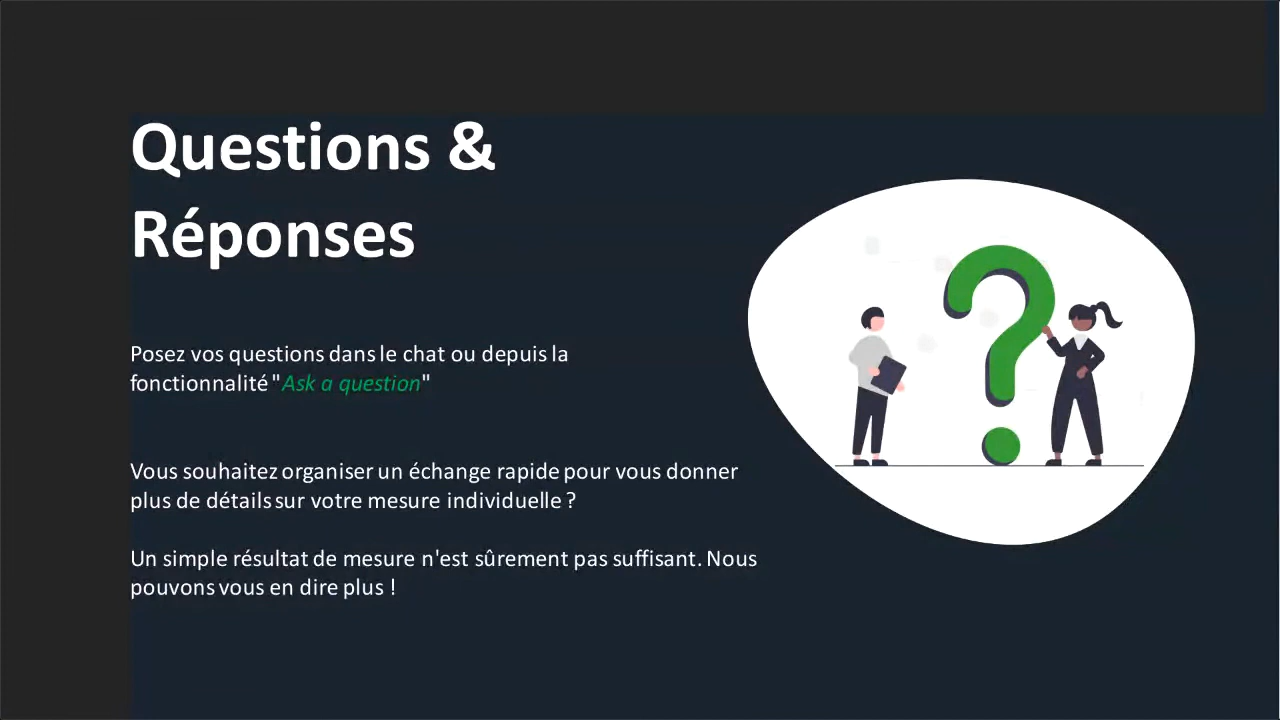 Questions &
Réponses
Posez vos questions dans le chat ou depuis la
fonctionnalité "Ask a question"
Vous souhaitez organiser un échange rapide pour vous donner
plus de détails sur votre mesure individuelle ?
Un simple résultat de mesure n'est sûrement pas suffisant. Nous
pouvons vous en dire plus !